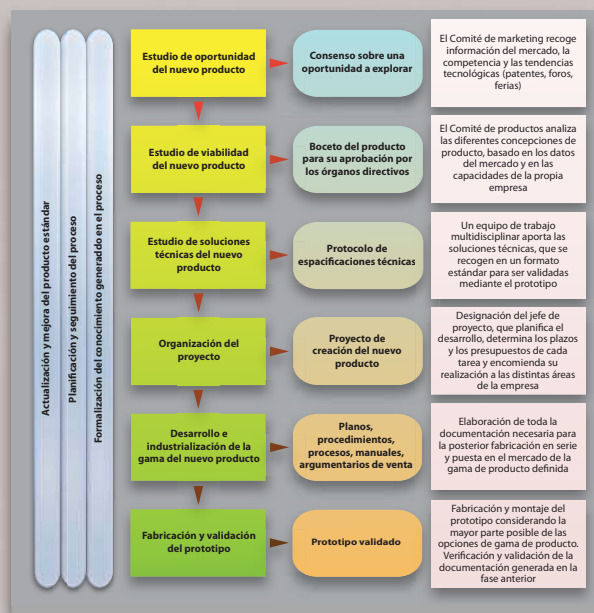 Actualización y mejora del producto estándar
Planificación y seguimiento del proceso
Formalización del conocimiento generaddo en el proceso
Estudio de oportunidad
del nuevo producto
Consenso sobre una
oportunidad a explorar
El Comité de marketing recoge
información del mercado, la
competencia y las tendencias
tecnológicas (patentes, foros,
ferias)
Estudio de viabilidad
del nuevo producto
Boceto del producto
para su aprobación por
los órganos directivos
El Comité de productos analiza
las diferentes concepciones de
producto, basado en los datos
del mercado y en las
capacidades de la propia
empresa
Estudio de soluciones
técnicas del nuevo
producto
Protocolo de
espacificaciones técnicas
Un equipo de trabajo
multidisciplinar aporta las
soluciones técnicas, que se
recogen en un formato
estándar para ser validadas
mediante el prototipo
Organización del
proyecto
Proyecto de
creación del nuevo
producto
Designación del jefe de
proyecto, que planifica el
desarrollo, determina los plazos
y los presupuestos de cada
tarea y encomienda su
realización a las distintas áreas
de la empresa
Desarrollo e
industrialización de la
gama del nuevo producto
Planos,
procedimientos,
procesos, manuales,
argumentarios de venta
Elaboración de toda la
documentación necesaria para
la posterior fabricación en serie
y puesta en el mercado de la
gama de producto definida
Fabricación y validación
del prototipo
Prototipo validado
Fabricación y montaje del
prototipo considerando la
mayor parte posible de las
opciones de gama de producto.
Verificación y validación de la
documentación generada en la
fase anterior